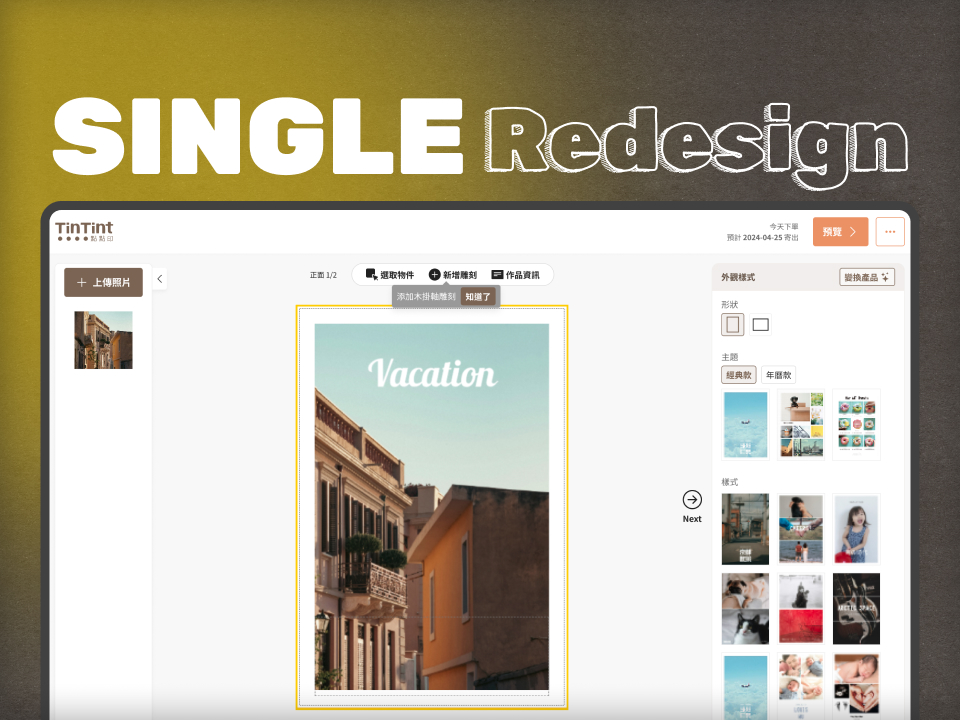 SINGLE Redesign
TinTint
點點印
今天下單
預計 2024-04-25 寄出
預覽
上傳照片
正面 1/2
選取物件
新增雕刻
作品資訊
添加木掛軸雕刻
知道了
Vacation
Next
外觀樣式
變換產品
形狀
主題
經典款
年曆款
樣式
ARCTIC SPACE